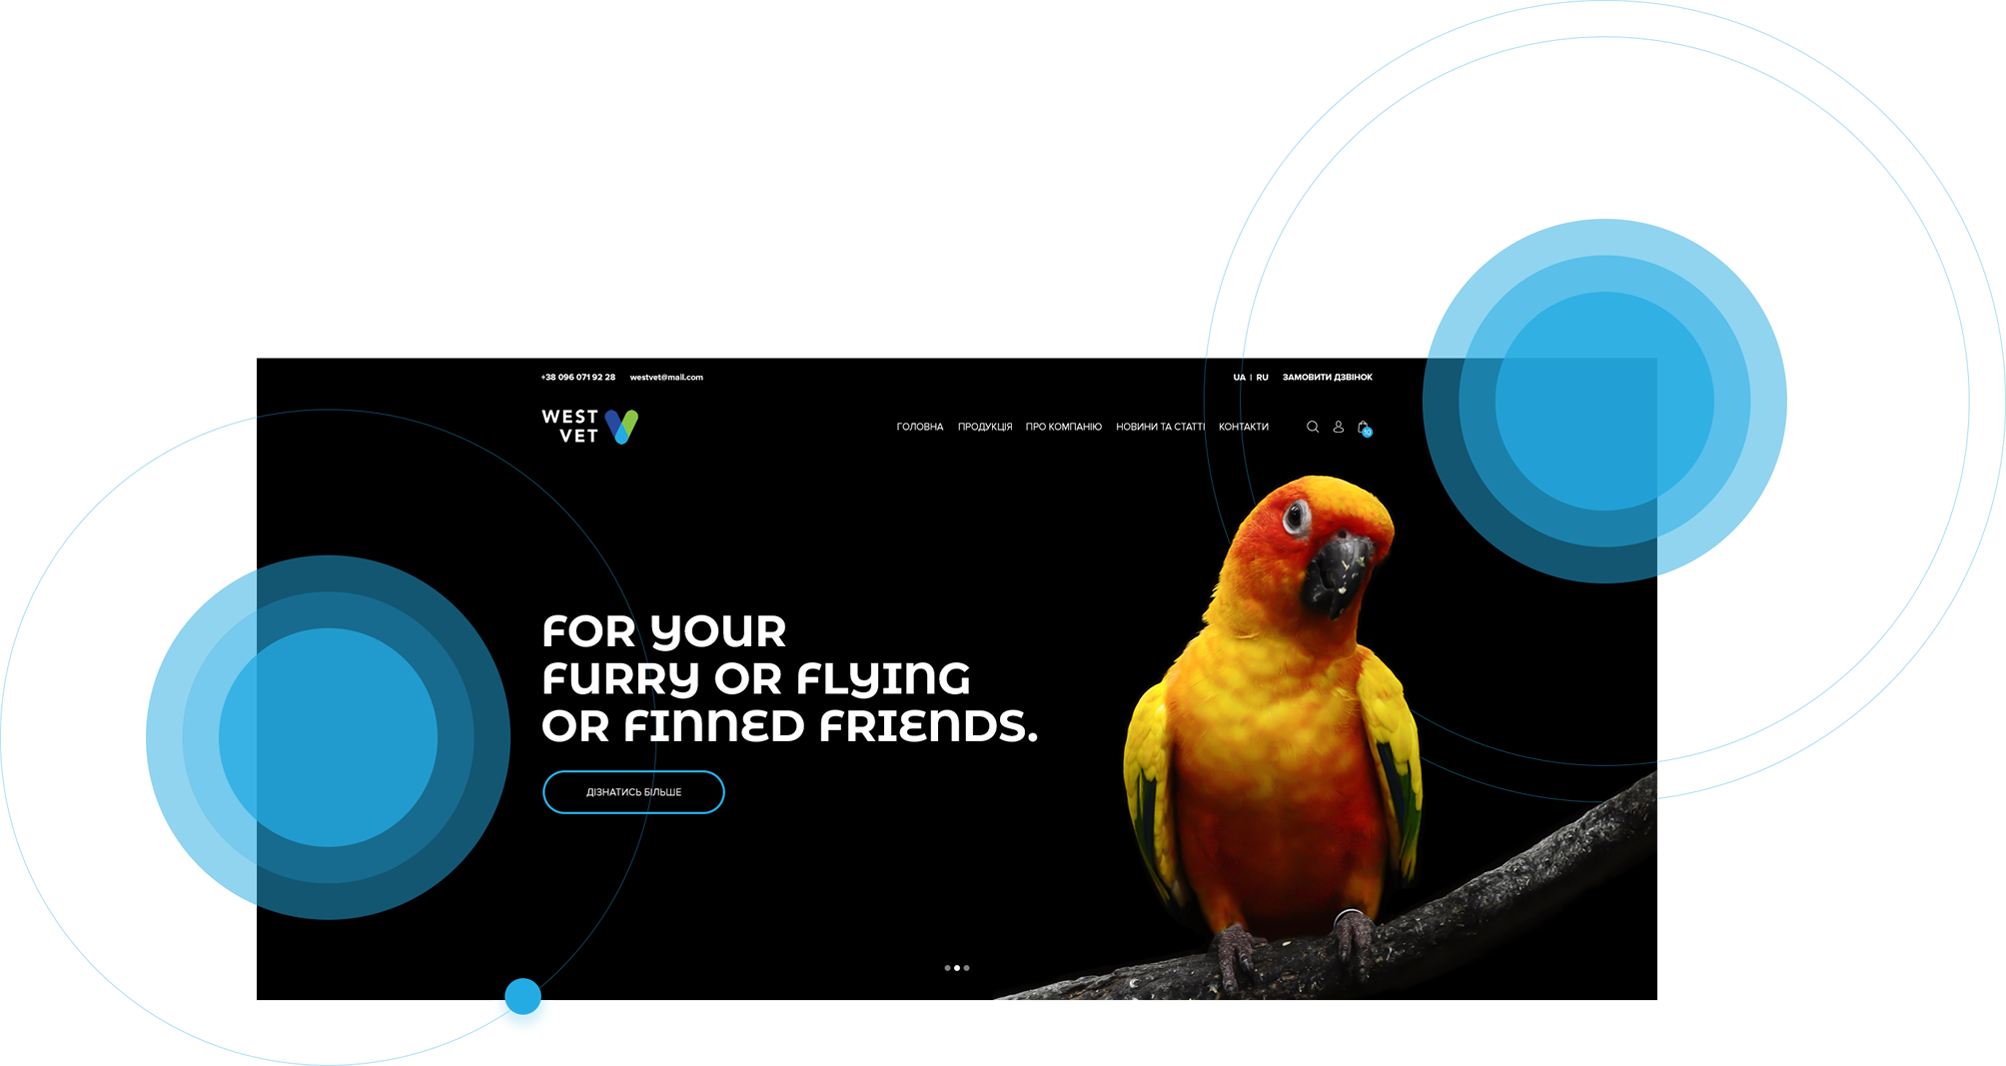 +38 096 071 92 28 westvet@mail.com UA | RU ЗАМОВИТИ ДЗВІНОК
WEST
VET
ГОЛОВНА ПРОДУКЦІЯ ПРО КОМПАНІЮ НОВИНИ ТА СТАТТІ КОНТАКТИ
10
FOR YOUR
FURRY OR FLYING
OR FINNED FRIENDS.
ДІЗНАТИСЬ БІЛЬШЕ